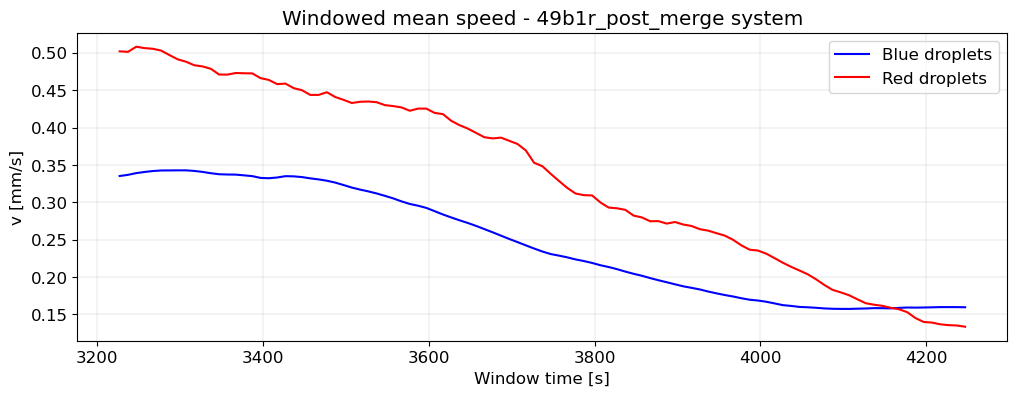 Windowed mean speed - 49b1r_post_merge system
v [mm/s]
0.50
0.45
0.40
0.35
0.30
0.25
0.20
0.15
Blue droplets
Red droplets
3200
3400
3600
3800
4000
4200
Window time [s]